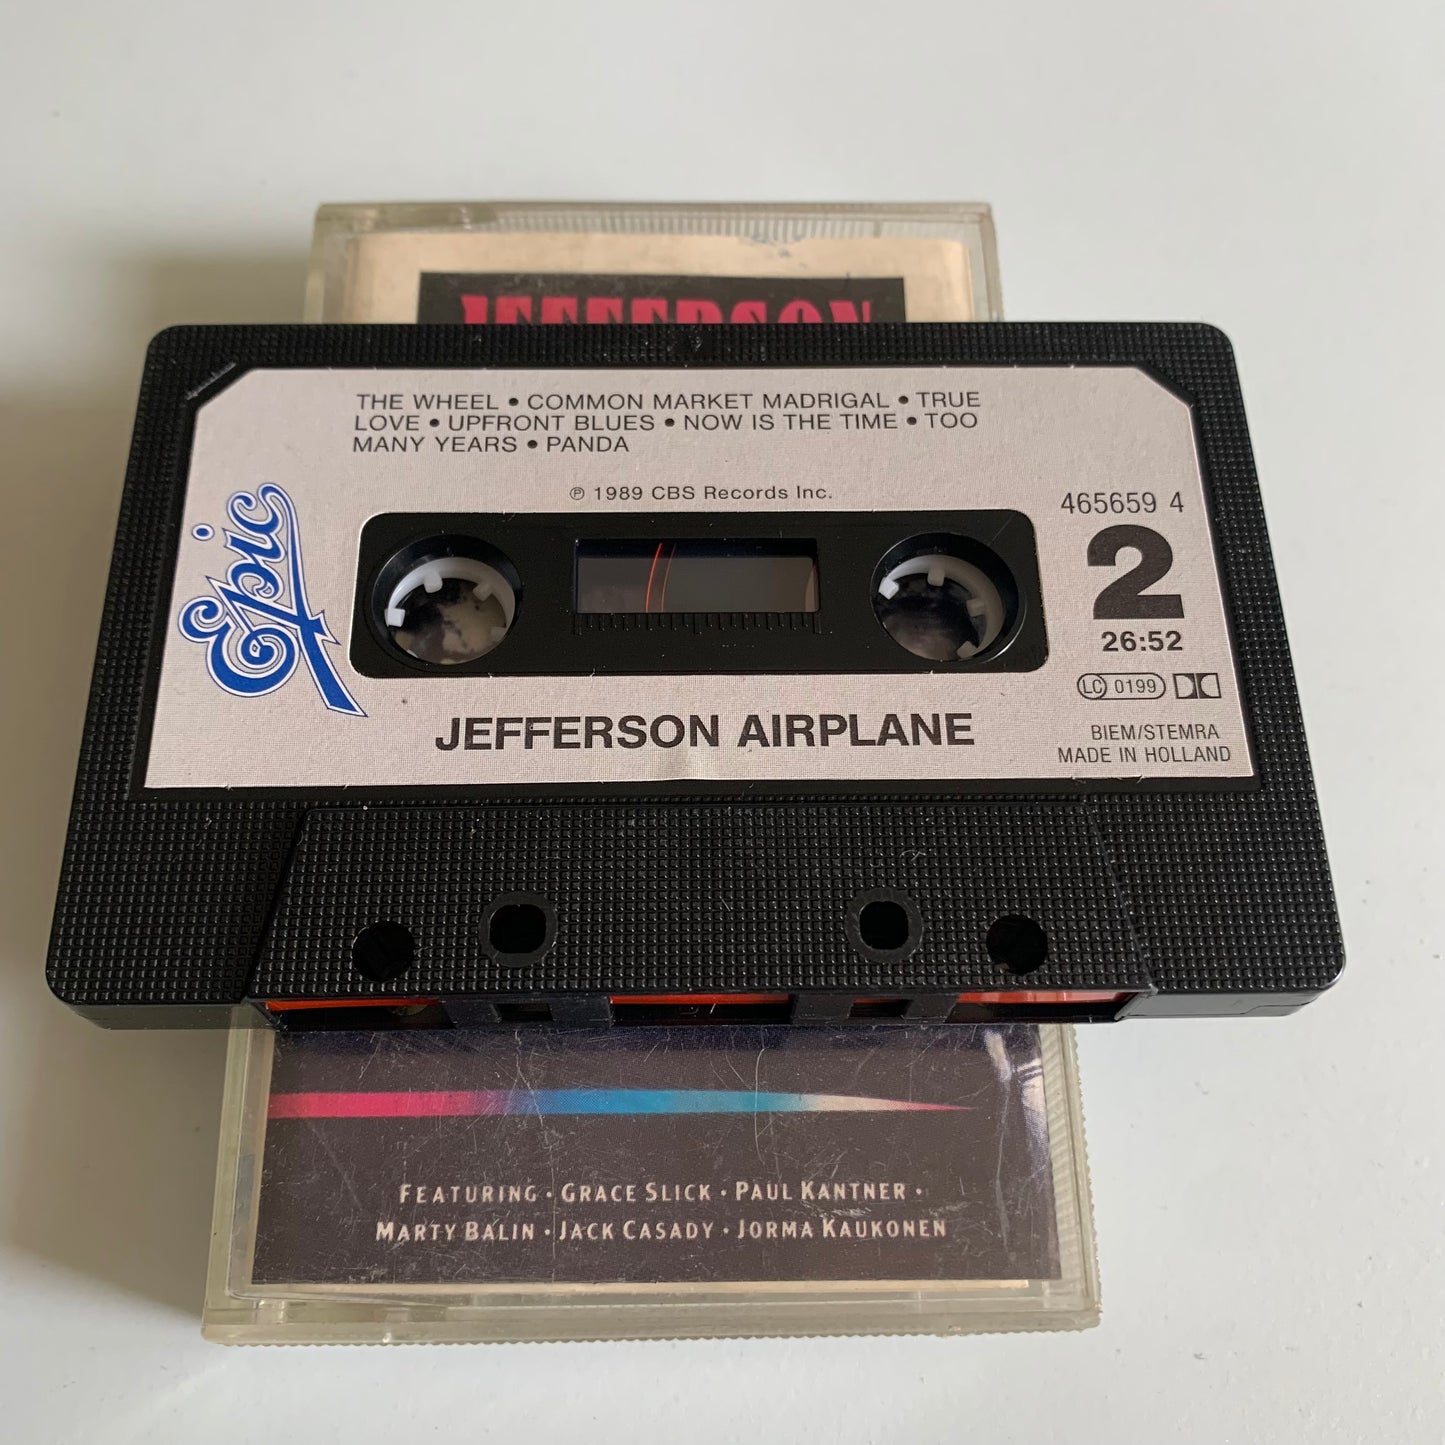 JEFFERSON
THE WHEEL • COMMON MARKET MADRIGAL • TRUE
LOVE • UPFRONT BLUES • NOW IS THE TIME • TOO
MANY YEARS • PANDA
℗ 1989 CBS Records Inc.
Epic
465659 4
2
26:52
LC 0199
JEFFERSON AIRPLANE
BIEM/STEMRA
MADE IN HOLLAND
FEATURING · GRACE SLICK · PAUL KANTNER ·
MARTY BALIN · JACK CASADY · JORMA KAUKONEN